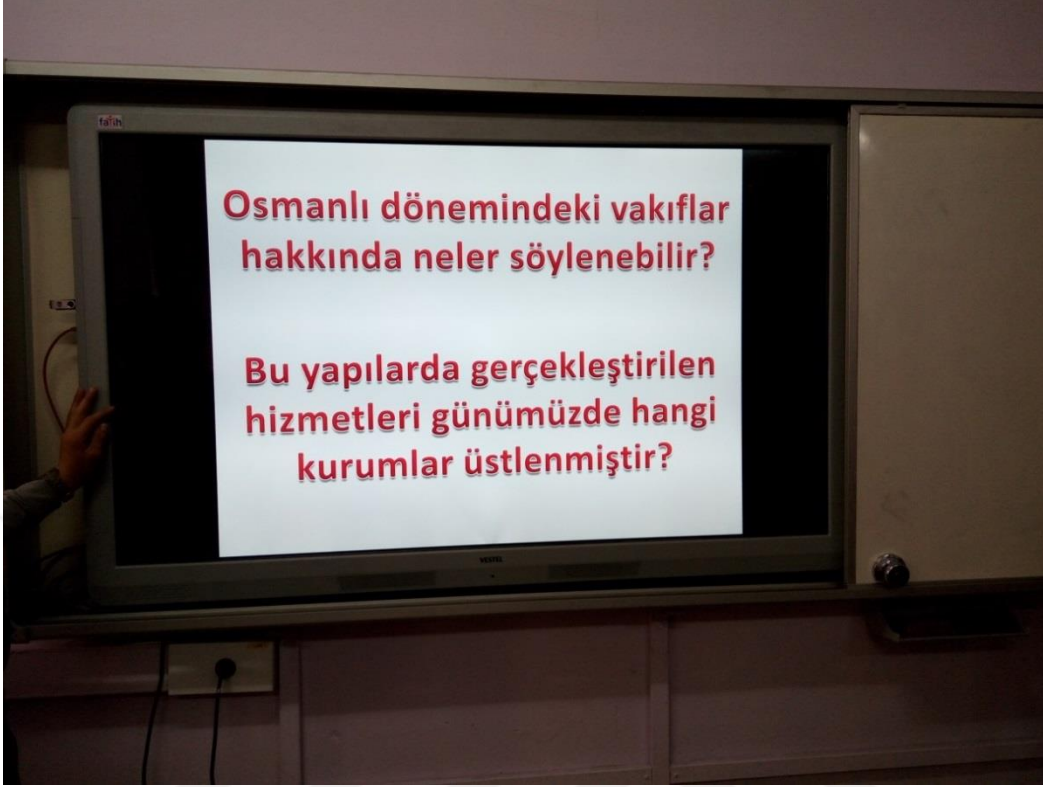 fatih
Osmanlı dönemindeki vakıflar
hakkında neler söylenebilir?
Bu yapılarda gerçekleştirilen
hizmetleri günümüzde hangi
kurumlar üstlenmiştir?
VESTEL